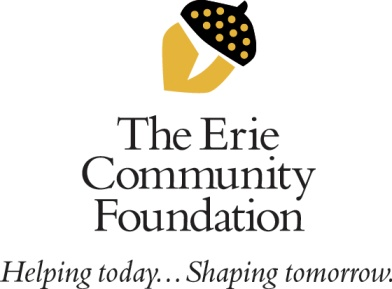 The Erie
Community
Foundation
Helping today… Shaping tomorrow.